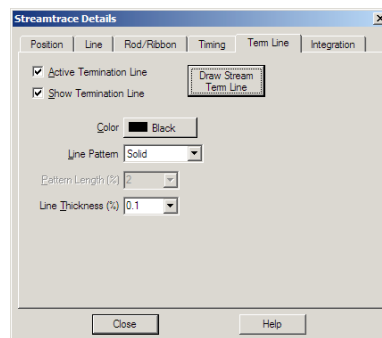 Streamtrace Details
Position Line Rod/Ribbon Timing Term Line Integration
Active Termination Line
Show Termination Line
Draw Stream
Term Line
Color Black
Line Pattern Solid
Pattern Length (%) 2
Line Thickness (%) 0.1
Close Help